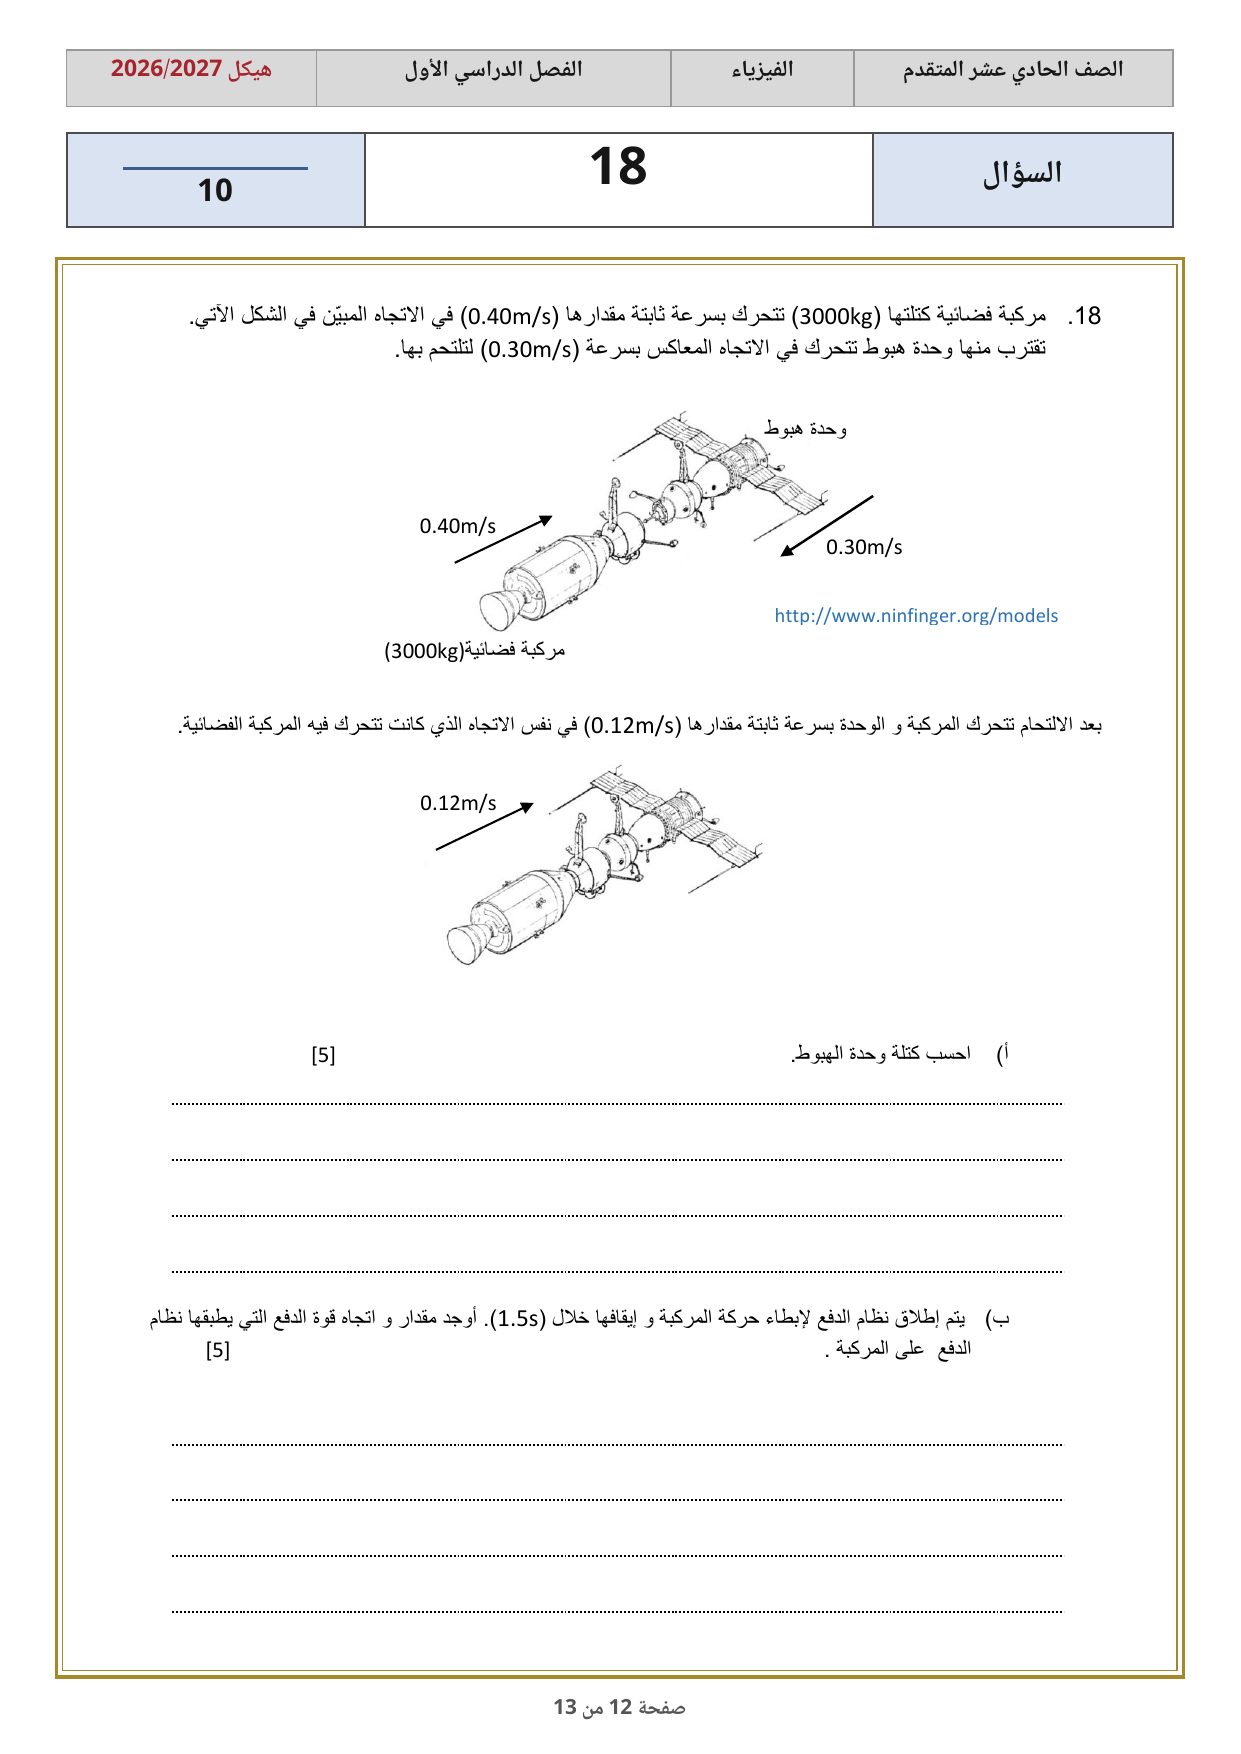 الصف الحادي عشر المتقدم الفيزياء الفصل الدراسي الأول هيكل 2026/2027
السؤال 18 10
18. مركبة فضائية كتلتها (3000kg) تتحرك بسرعة ثابتة مقدارها (0.40m/s) في الاتجاه المبيّن في الشكل الآتي.
تقترب منها وحدة هبوط تتحرك في الاتجاه المعاكس بسرعة (0.30m/s) لتلتحم بها.
وحدة هبوط
0.40m/s
0.30m/s
http://www.ninfinger.org/models
مركبة فضائية(3000kg)
بعد الالتحام تتحرك المركبة و الوحدة بسرعة ثابتة مقدارها (0.12m/s) في نفس الاتجاه الذي كانت تتحرك فيه المركبة الفضائية.
0.12m/s
أ) احسب كتلة وحدة الهبوط. [5]
ب) يتم إطلاق نظام الدفع لإبطاء حركة المركبة و إيقافها خلال (1.5s). أوجد مقدار و اتجاه قوة الدفع التي يطبقها نظام
الدفع على المركبة . [5]
صفحة 12 من 13